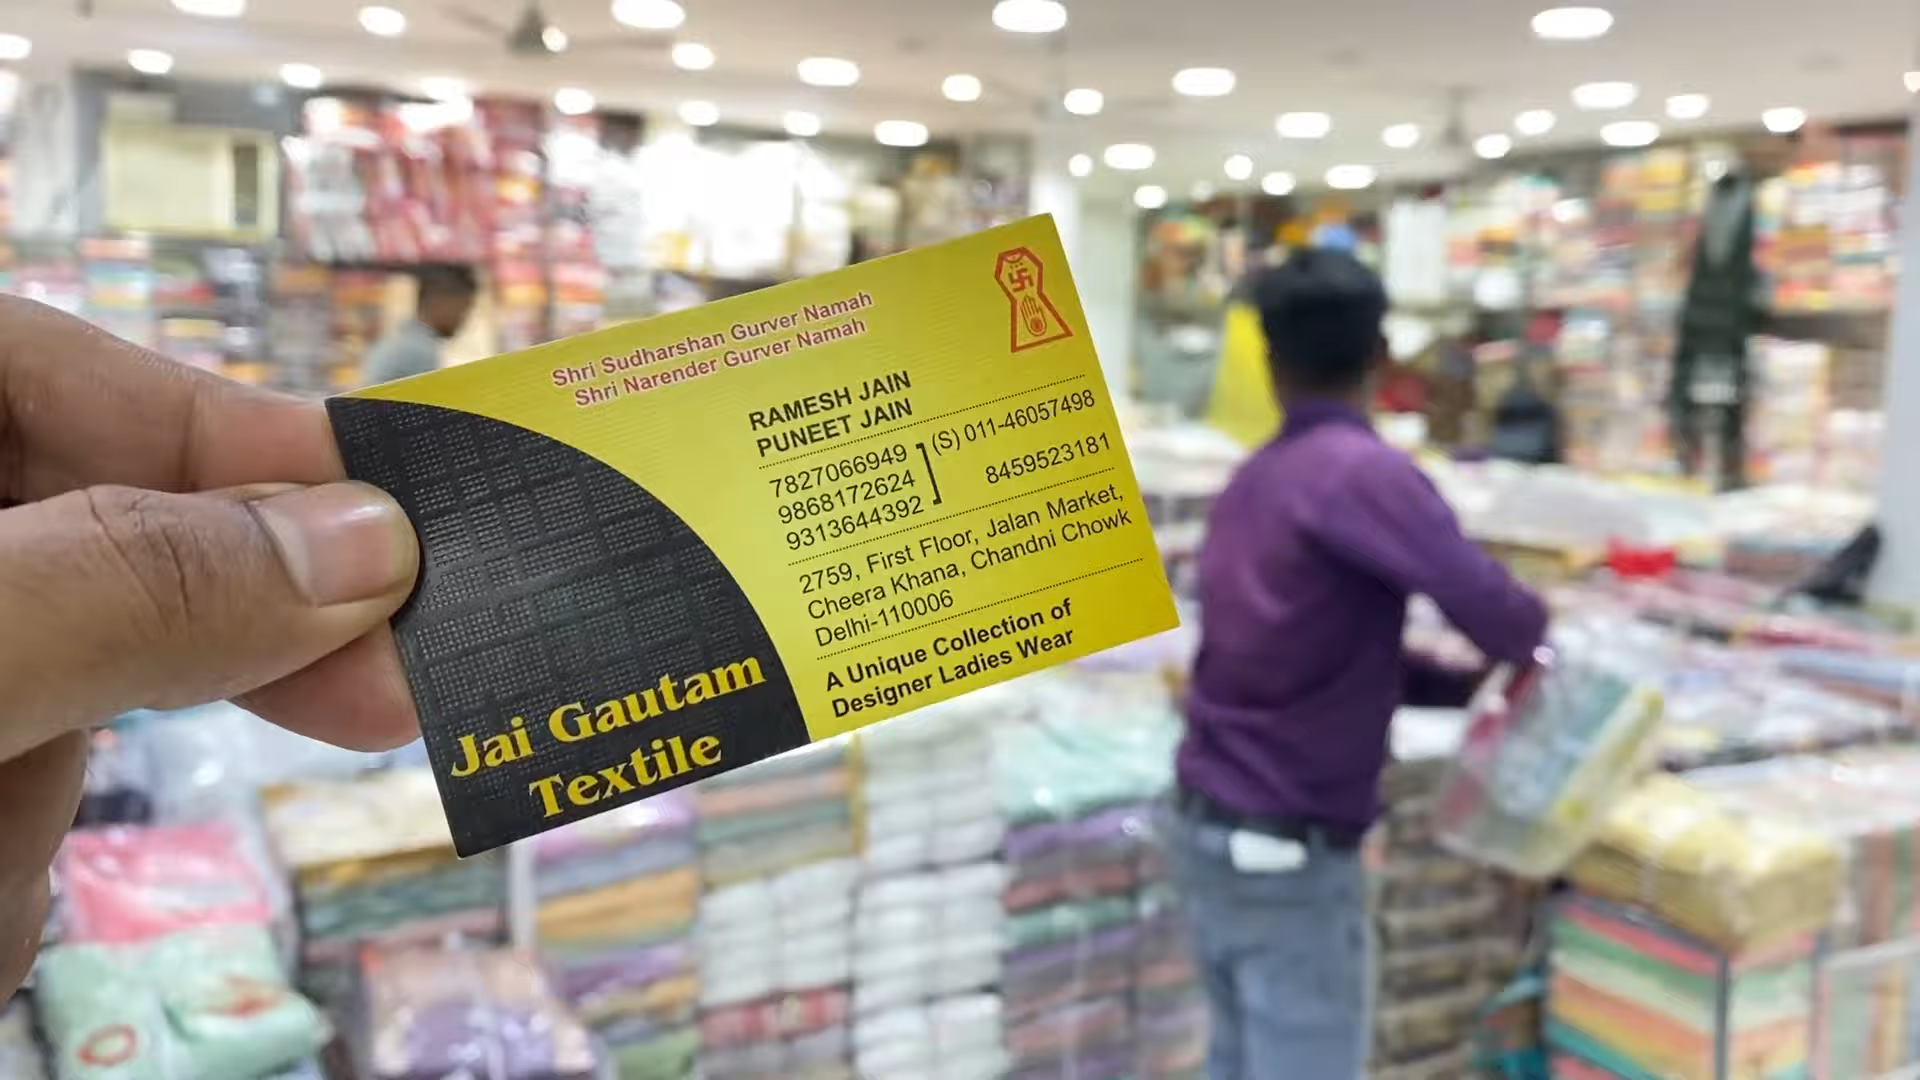 Shri Sudharshan Gurver Namah
Shri Narender Gurver Namah
RAMESH JAIN
PUNEET JAIN
7827066949
9868172624
9313644392
(S) 011-46057498
8459523181
2759, First Floor, Jalan Market,
Cheera Khana, Chandni Chowk
Delhi-110006
A Unique Collection of
Designer Ladies Wear
Jai Gautam
Textile